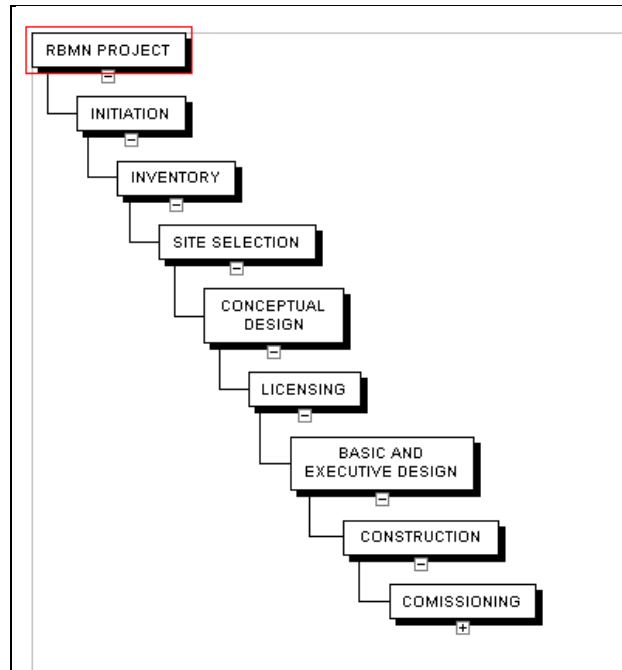 RBMN PROJECT
INITIATION
INVENTORY
SITE SELECTION
CONCEPTUAL
DESIGN
LICENSING
BASIC AND
EXECUTIVE DESIGN
CONSTRUCTION
COMISSIONING